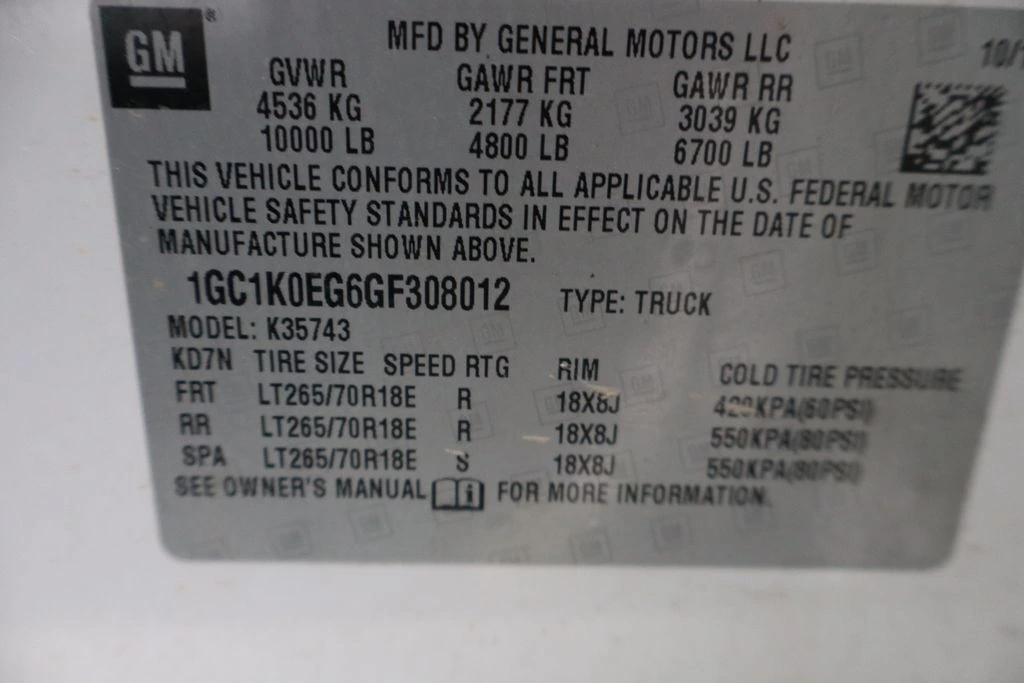 GM
MFD BY GENERAL MOTORS LLC 10/
GVWR GAWR FRT GAWR RR
4536 KG 2177 KG 3039 KG
10000 LB 4800 LB 6700 LB
THIS VEHICLE CONFORMS TO ALL APPLICABLE U.S. FEDERAL MOTOR
VEHICLE SAFETY STANDARDS IN EFFECT ON THE DATE OF
MANUFACTURE SHOWN ABOVE.
1GC1K0EG6GF308012 TYPE: TRUCK
MODEL: K35743
KD7N TIRE SIZE SPEED RTG RIM COLD TIRE PRESSURE
FRT LT265/70R18E R 18X8J 420KPA(60PSI)
RR LT265/70R18E R 18X8J 550KPA(80PSI)
SPA LT265/70R18E S 18X8J 550KPA(80PSI)
SEE OWNER'S MANUAL FOR MORE INFORMATION.